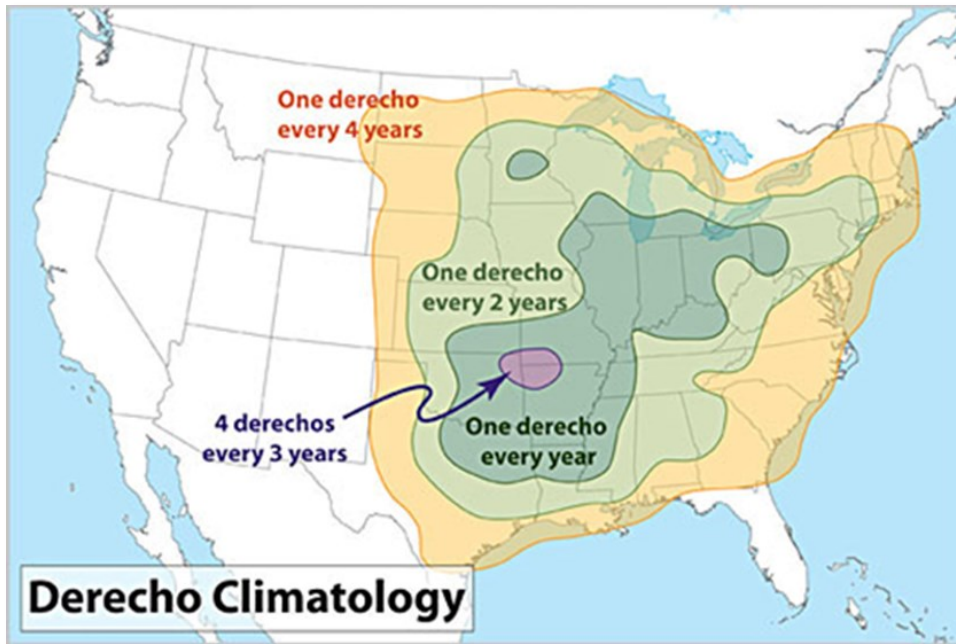 One derecho
every 4 years
One derecho
every 2 years
4 derechos
every 3 years
One derecho
every year
Derecho Climatology